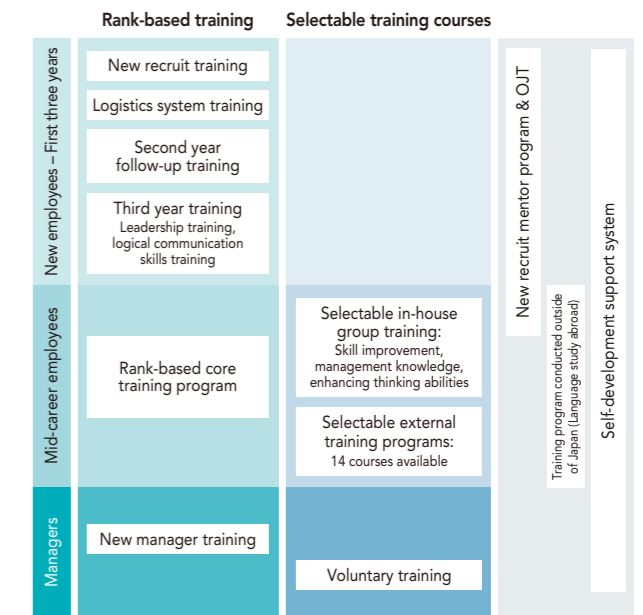 Rank-based training
Selectable training courses
New employees – First three years
New recruit training
Logistics system training
Second year
follow-up training
Third year training
Leadership training,
logical communication
skills training
Mid-career employees
Rank-based core
training program
Selectable in-house
group training:
Skill improvement,
management knowledge,
enhancing thinking abilities
Selectable external
training programs:
14 courses available
Managers
New manager training
Voluntary training
New recruit mentor program & OJT
Training program conducted outside
of Japan (Language study abroad)
Self-development support system